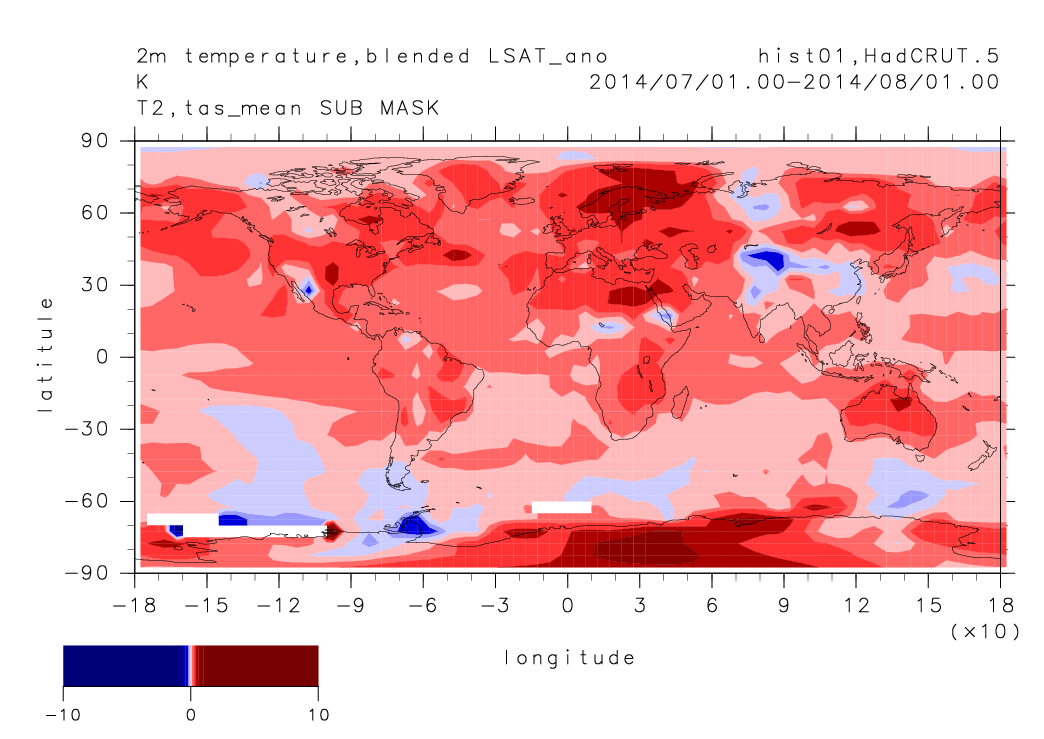 2m temperature,blended LSAT_ano hist01,HadCRUT.5
K 2014/07/01.00−2014/08/01.00
T2,tas_mean SUB MASK
90
60
30
0
−30
−60
−90
latitude
−18 −15 −12 −9 −6 −3 0 3 6 9 12 15 18
(×10)
longitude
−10 0 10